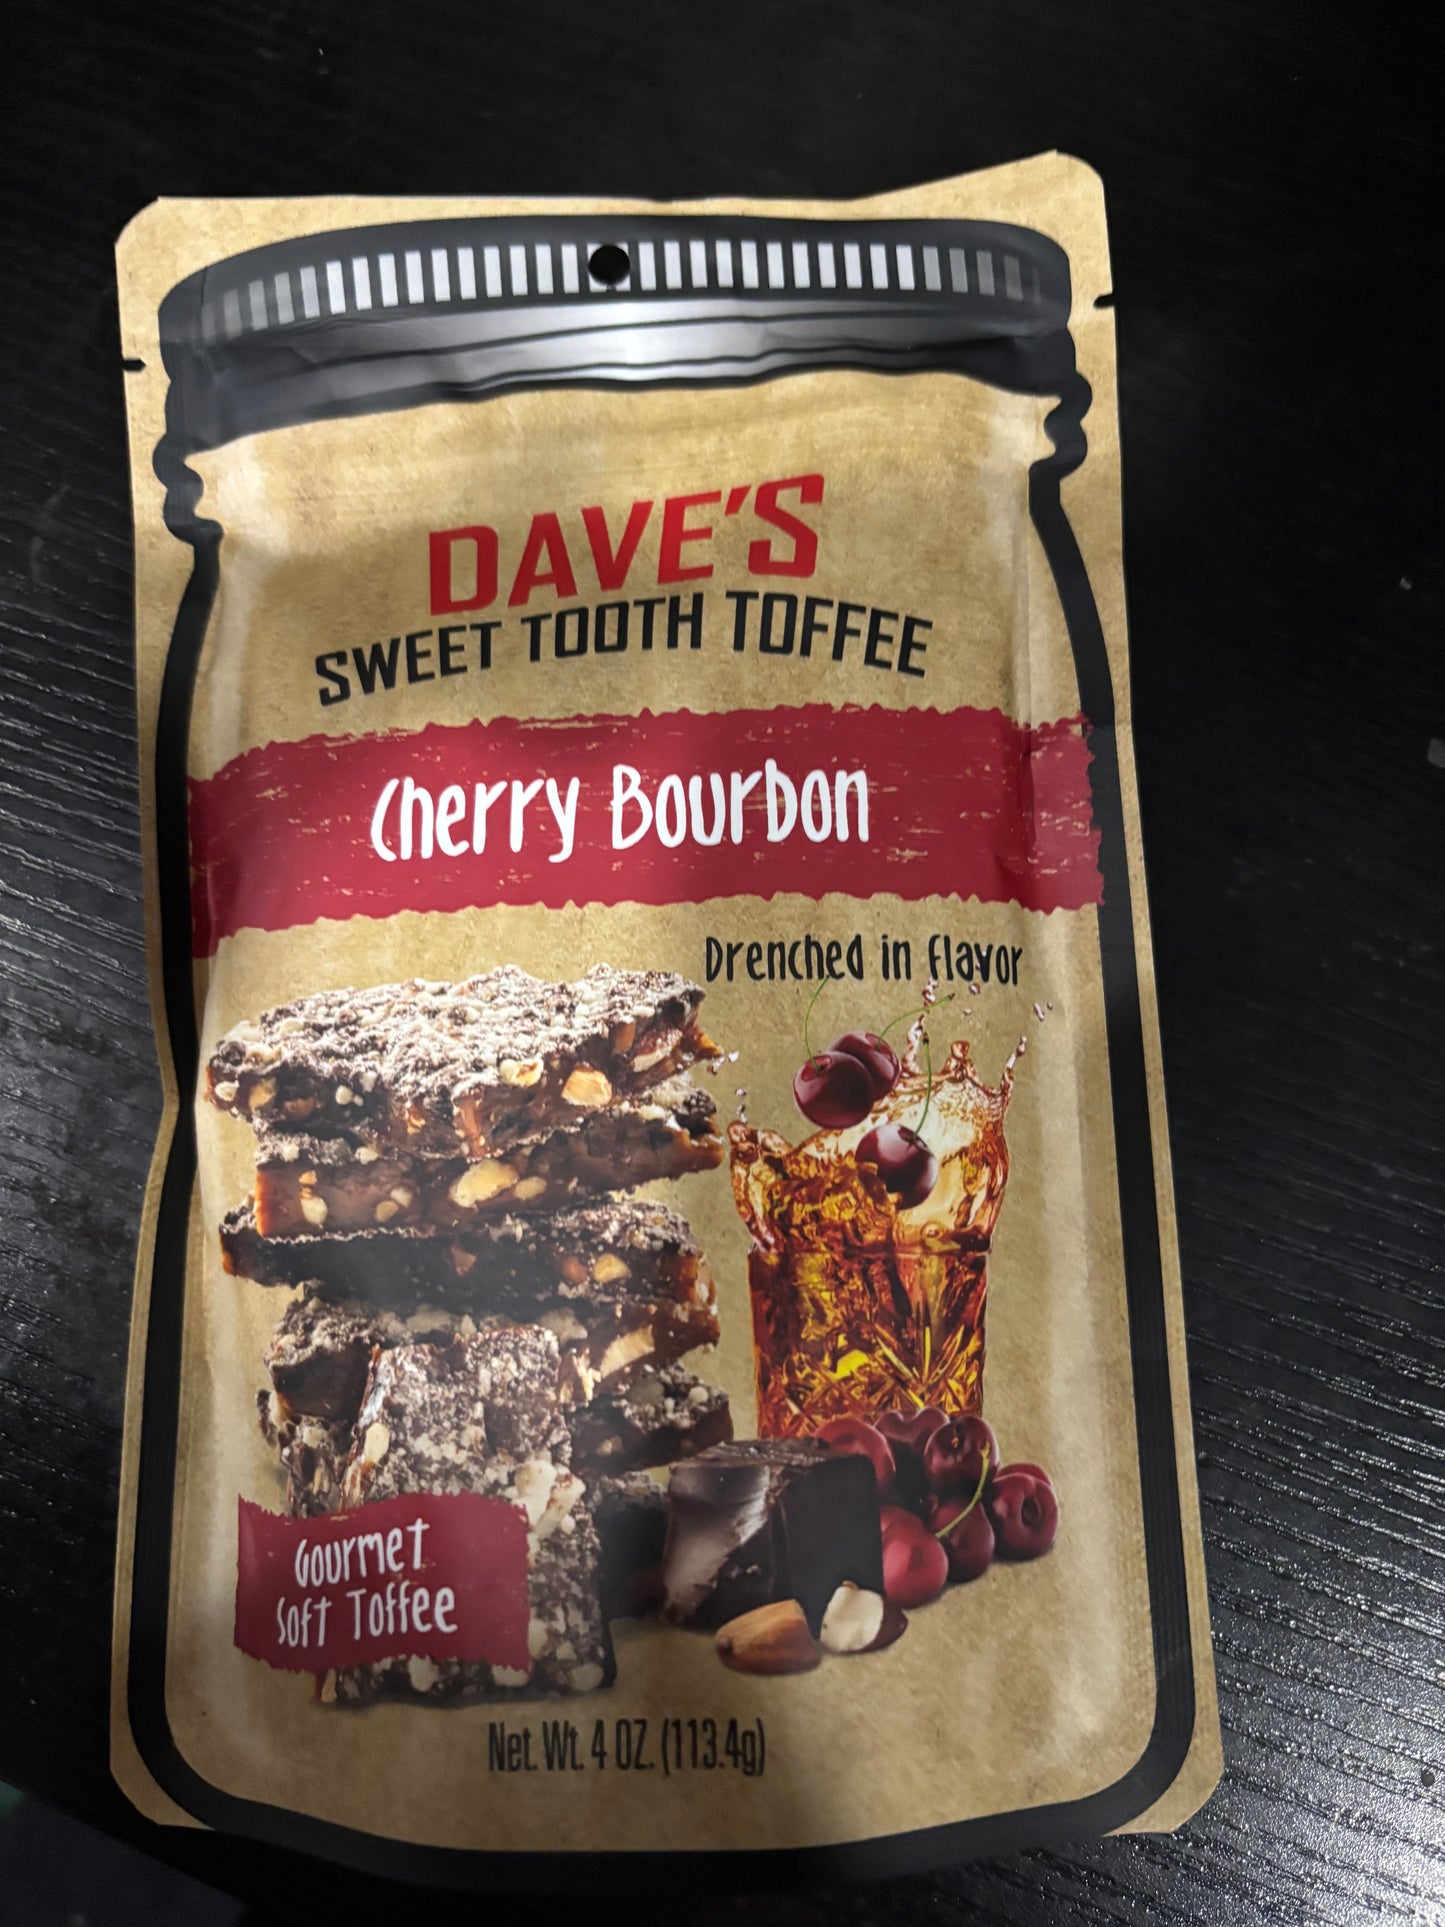 DAVE'S
SWEET TOOTH TOFFEE
Cherry Bourbon
Drenched in Flavor
Gourmet
Soft Toffee
Net. Wt. 4 OZ. (113.4g)